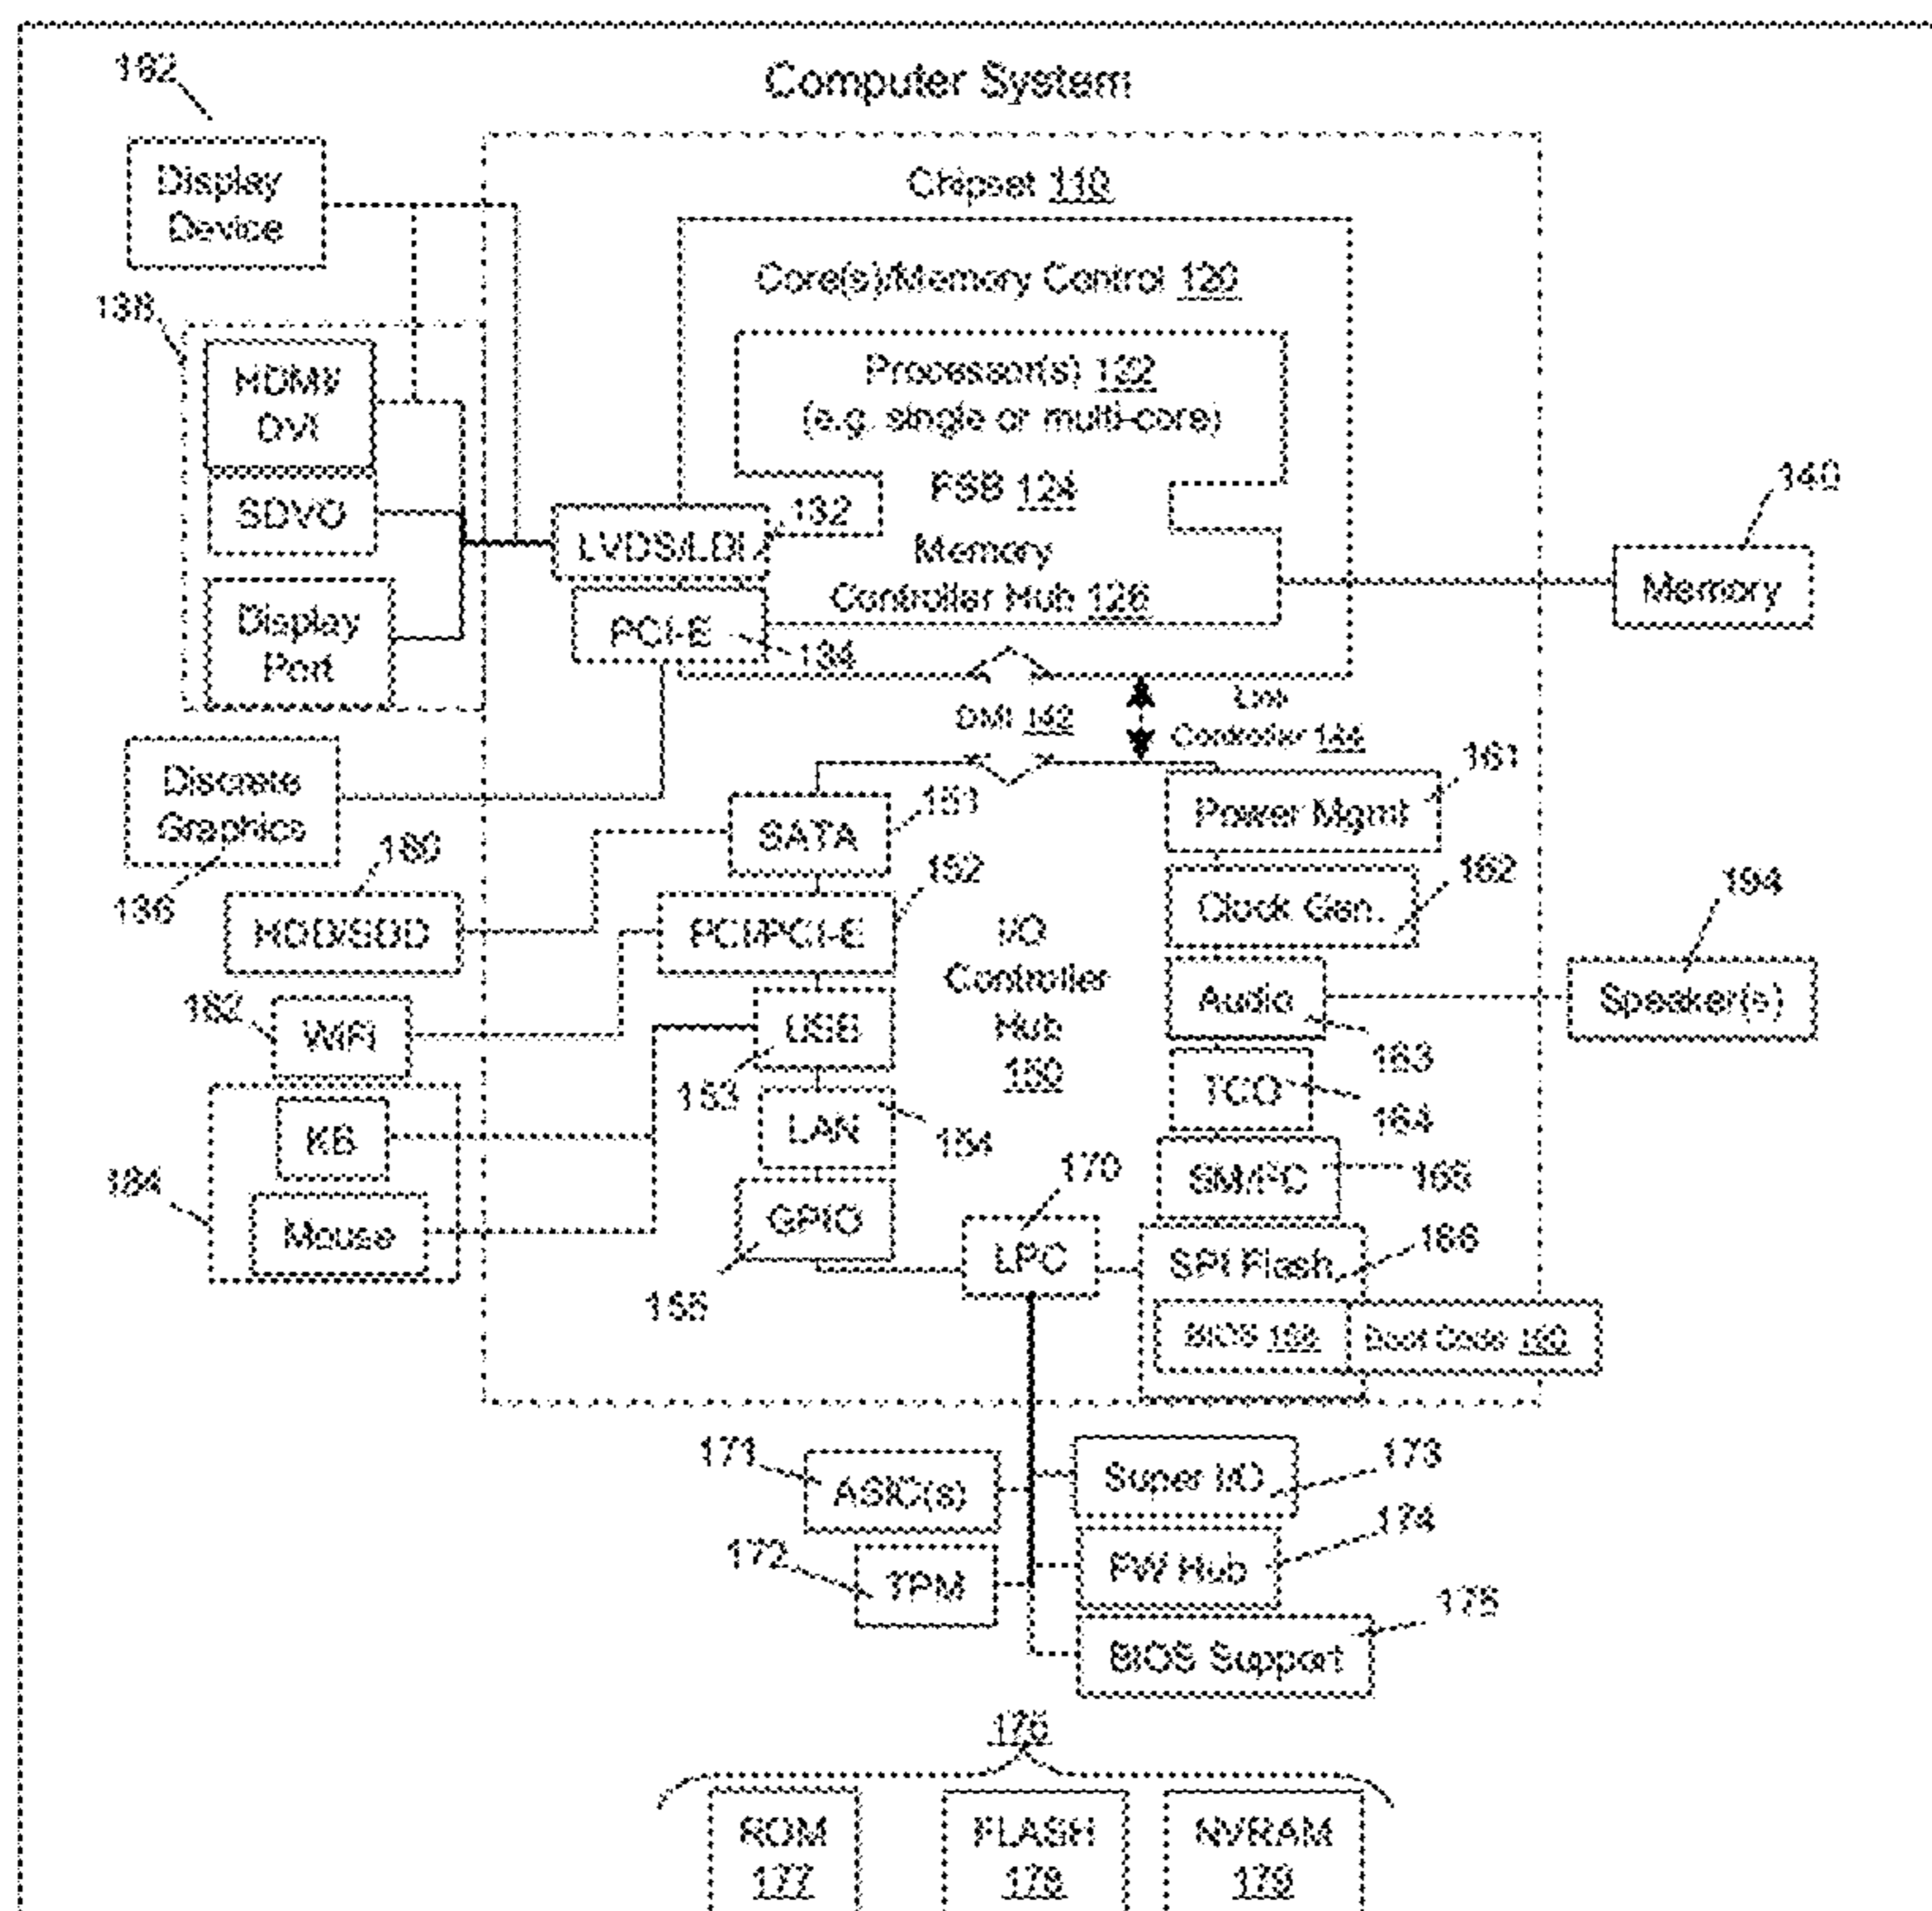 Computer System
Display
Device
Chipset 110
Core(s)/Memory Control 120
138
HDMI/
DVI
Processor(s) 122
(e.g. single or multi-core)
FSB 124
SDVO
LVDS/LDI
132
Memory
Controller Hub 126
140
Memory
Display
Port
PCI-E
134
DMI 142
Link
Controller 144
Discrete
Graphics
136
SATA
151
Power Mgmt
161
180
HDD/SDD
PCI/PCI-E
152
Clock Gen.
162
I/O
Controller
Hub
150
194
Speaker(s)
Audio
163
182
WiFi
USB
153
TCO
164
KB
LAN
154
170
184
Mouse
GPIO
155
LPC
165
SPI Flash
166
BIOS 168
Boot Code 190
171
ASIC(s)
Super I/O
173
172
TPM
FW Hub
174
BIOS Support
175
176
ROM
177
FLASH
178
NVRAM
179